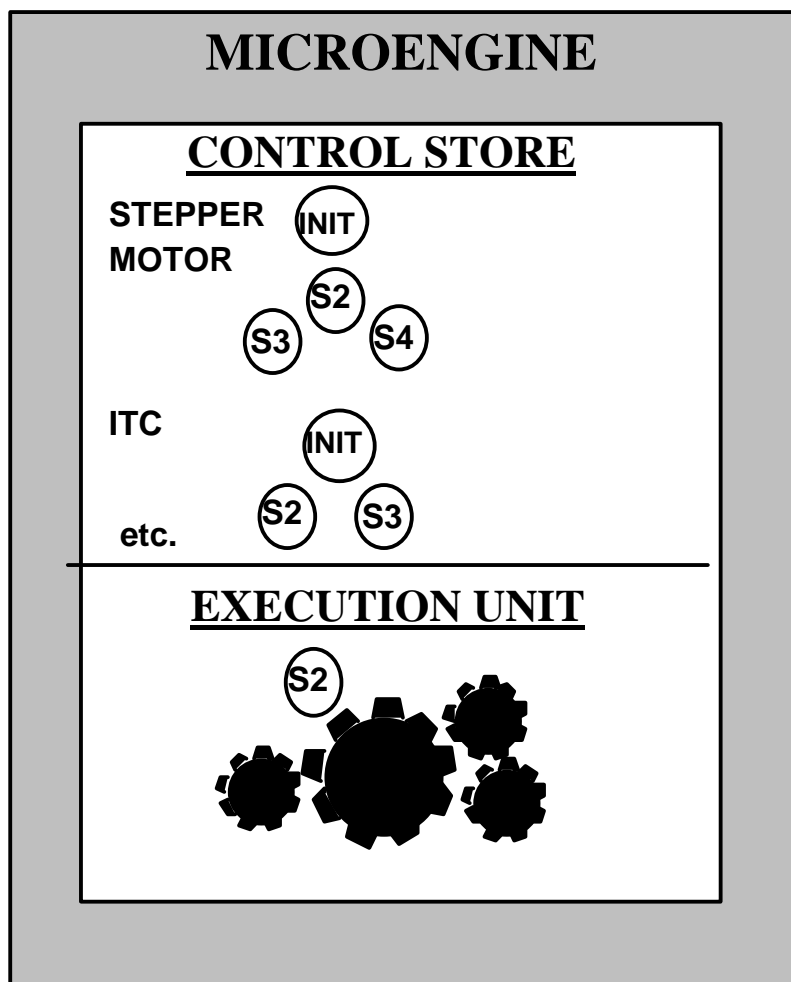 MICROENGINE
CONTROL STORE
STEPPER INIT
MOTOR
S2
S3 S4
ITC
INIT
S2 S3
etc.
EXECUTION UNIT
S2